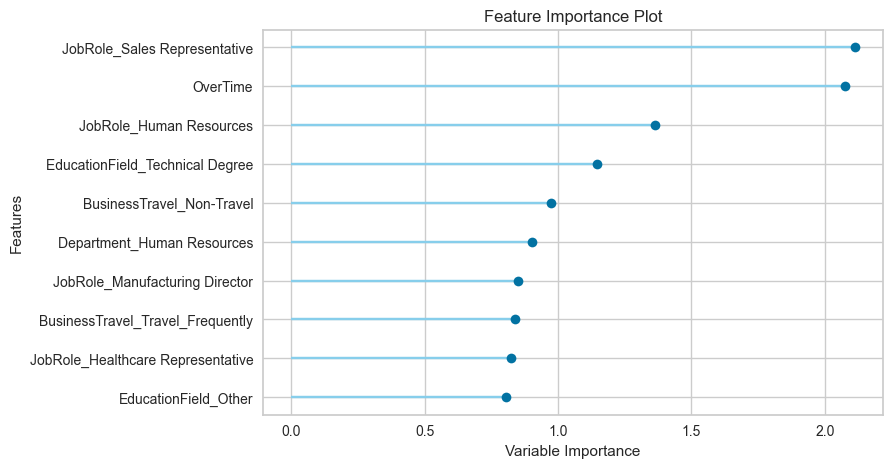 Feature Importance Plot
Features
JobRole_Sales Representative
OverTime
JobRole_Human Resources
EducationField_Technical Degree
BusinessTravel_Non-Travel
Department_Human Resources
JobRole_Manufacturing Director
BusinessTravel_Travel_Frequently
JobRole_Healthcare Representative
EducationField_Other
0.0 0.5 1.0 1.5 2.0
Variable Importance